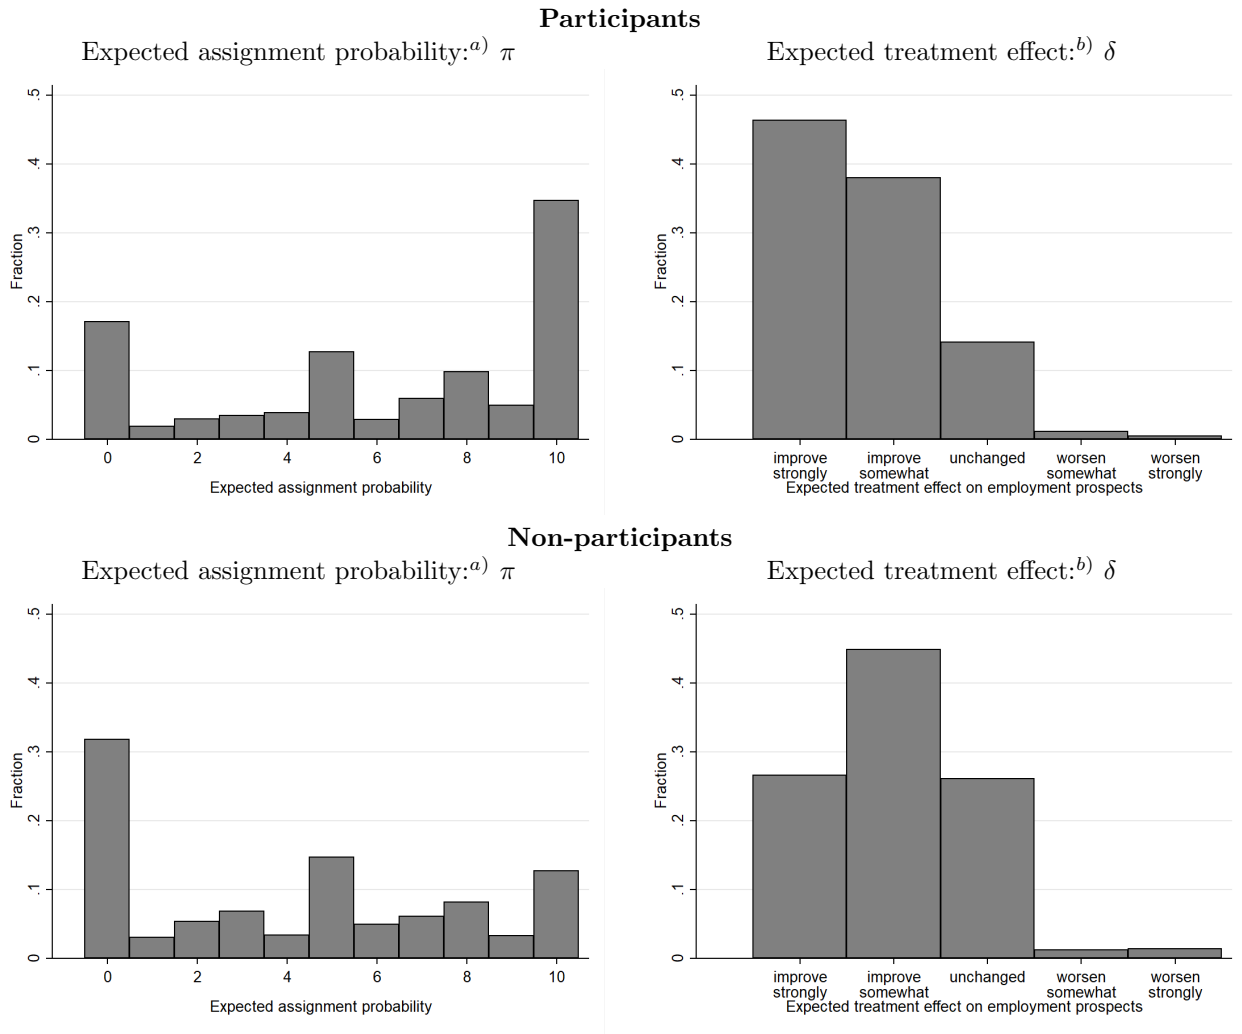 Participants
Expected assignment probability:a) π
Expected treatment effect:b) δ
.5
.4
.3
.2
.1
0
Fraction
0 2 4 6 8 10
Expected assignment probability
.5
.4
.3
.2
.1
0
Fraction
improve strongly
improve somewhat
unchanged
worsen somewhat
worsen strongly
Expected treatment effect on employment prospects
Non-participants
Expected assignment probability:a) π
Expected treatment effect:b) δ
.5
.4
.3
.2
.1
0
Fraction
0 2 4 6 8 10
Expected assignment probability
.5
.4
.3
.2
.1
0
Fraction
improve strongly
improve somewhat
unchanged
worsen somewhat
worsen strongly
Expected treatment effect on employment prospects